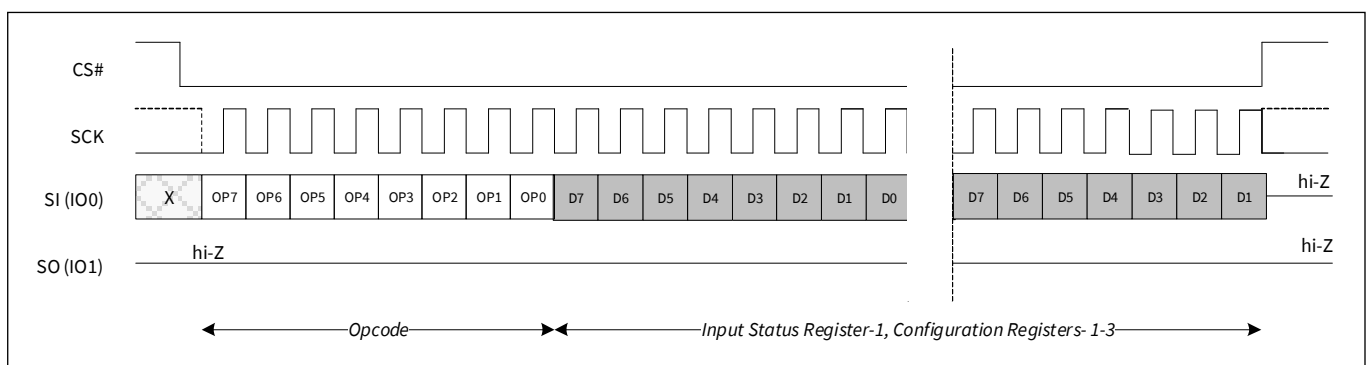 CS#
SCK
SI (IO0) X OP7 OP6 OP5 OP4 OP3 OP2 OP1 OP0 D7 D6 D5 D4 D3 D2 D1 D0 D7 D6 D5 D4 D3 D2 D1 hi-Z
SO (IO1) hi-Z hi-Z
Opcode Input Status Register-1, Configuration Registers- 1-3